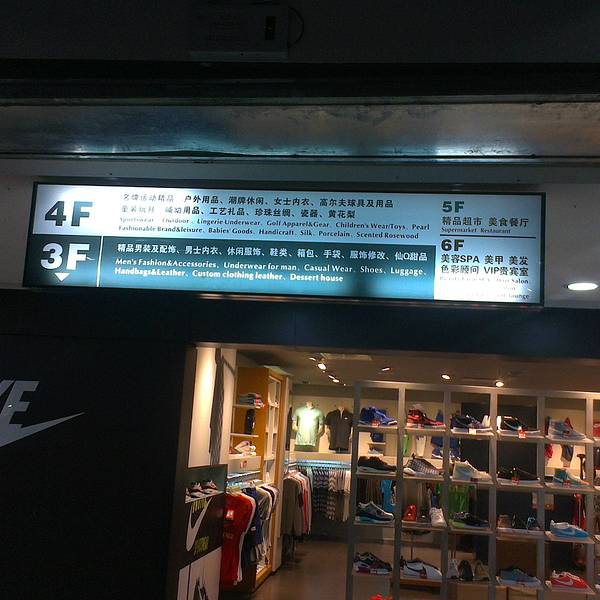 4F
名牌运动精品 户外用品、潮牌休闲、女士内衣、高尔夫球具及用品
童装玩具 哺幼用品、工艺礼品、珍珠丝绸、瓷器、黄花梨
Sportswear Outdoor、Lingerie Underwear、Golf Apparel&Gear、Children's Wear/Toys、Pearl
Fashionable Brand&leisure、Babies' Goods、Handicraft、Silk、Porcelain、Scented Rosewood
3F
精品男装及配饰、男士内衣、休闲服饰、鞋类、箱包、手袋、服饰修改、仙Q甜品
Men's Fashion&Accessories、Underwear for man、Casual Wear、Shoes、Luggage、
Handbags&Leather、Custom clothing leather、Dessert house
5F
精品超市 美食餐厅
Supermarket Restaurant
6F
美容SPA 美甲 美发
色彩顾问 VIP贵宾室
Salon
Lounge